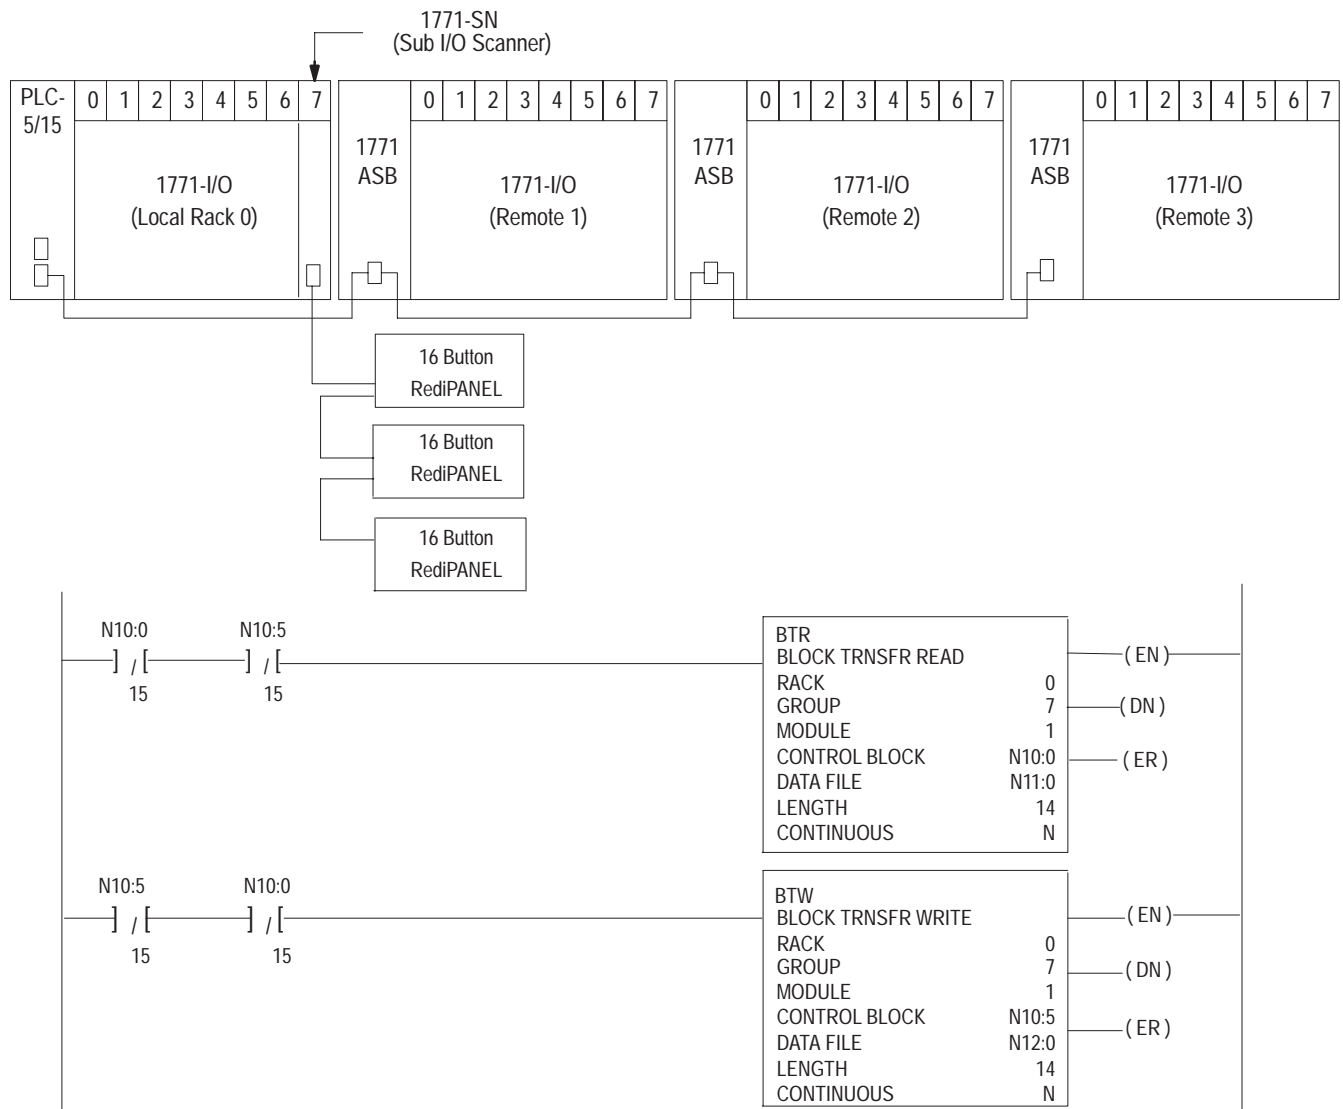 1771-SN
(Sub I/O Scanner)
PLC-
5/15
0 1 2 3 4 5 6 7
1771-I/O
(Local Rack 0)
1771
ASB
0 1 2 3 4 5 6 7
1771-I/O
(Remote 1)
1771
ASB
0 1 2 3 4 5 6 7
1771-I/O
(Remote 2)
1771
ASB
0 1 2 3 4 5 6 7
1771-I/O
(Remote 3)
16 Button
RediPANEL
16 Button
RediPANEL
16 Button
RediPANEL
N10:0
] / [
15
N10:5
] / [
15
BTR
BLOCK TRNSFR READ
RACK 0
GROUP 7
MODULE 1
CONTROL BLOCK N10:0
DATA FILE N11:0
LENGTH 14
CONTINUOUS N
(EN)
(DN)
(ER)
N10:5
] / [
15
N10:0
] / [
15
BTW
BLOCK TRNSFR WRITE
RACK 0
GROUP 7
MODULE 1
CONTROL BLOCK N10:5
DATA FILE N12:0
LENGTH 14
CONTINUOUS N
(EN)
(DN)
(ER)